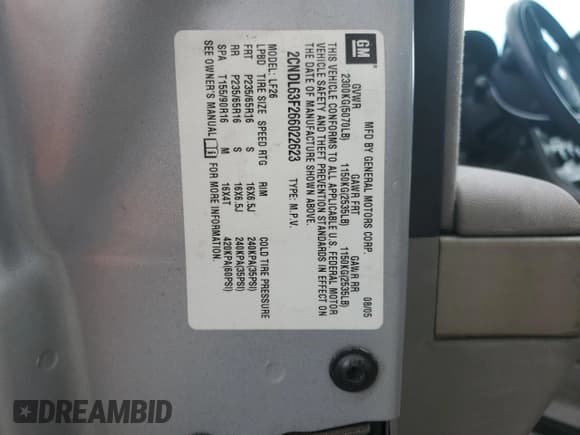 GM
MFD BY GENERAL MOTORS CORP. 08/05
GVWR GAWR FRT GAWR RR
2300KG(5070LB) 1150KG(2535LB) 1150KG(2535LB)
THIS VEHICLE CONFORMS TO ALL APPLICABLE U.S. FEDERAL MOTOR
VEHICLE SAFETY AND THEFT PREVENTION STANDARDS IN EFFECT ON
THE DATE OF MANUFACTURE SHOWN ABOVE.
2CNDL63F266022623 TYPE: M.P.V.
MODEL: LF26
LPBD TIRE SIZE SPEED RTG RIM COLD TIRE PRESSURE
FRT P235/65R16 S 16X6.5J 240KPA(35PSI)
RR P235/65R16 S 16X6.5J 240KPA(35PSI)
SPA T155/90R16 M 16X4T 420KPA(60PSI)
SEE OWNER'S MANUAL FOR MORE INFORMATION.
DREAMBID